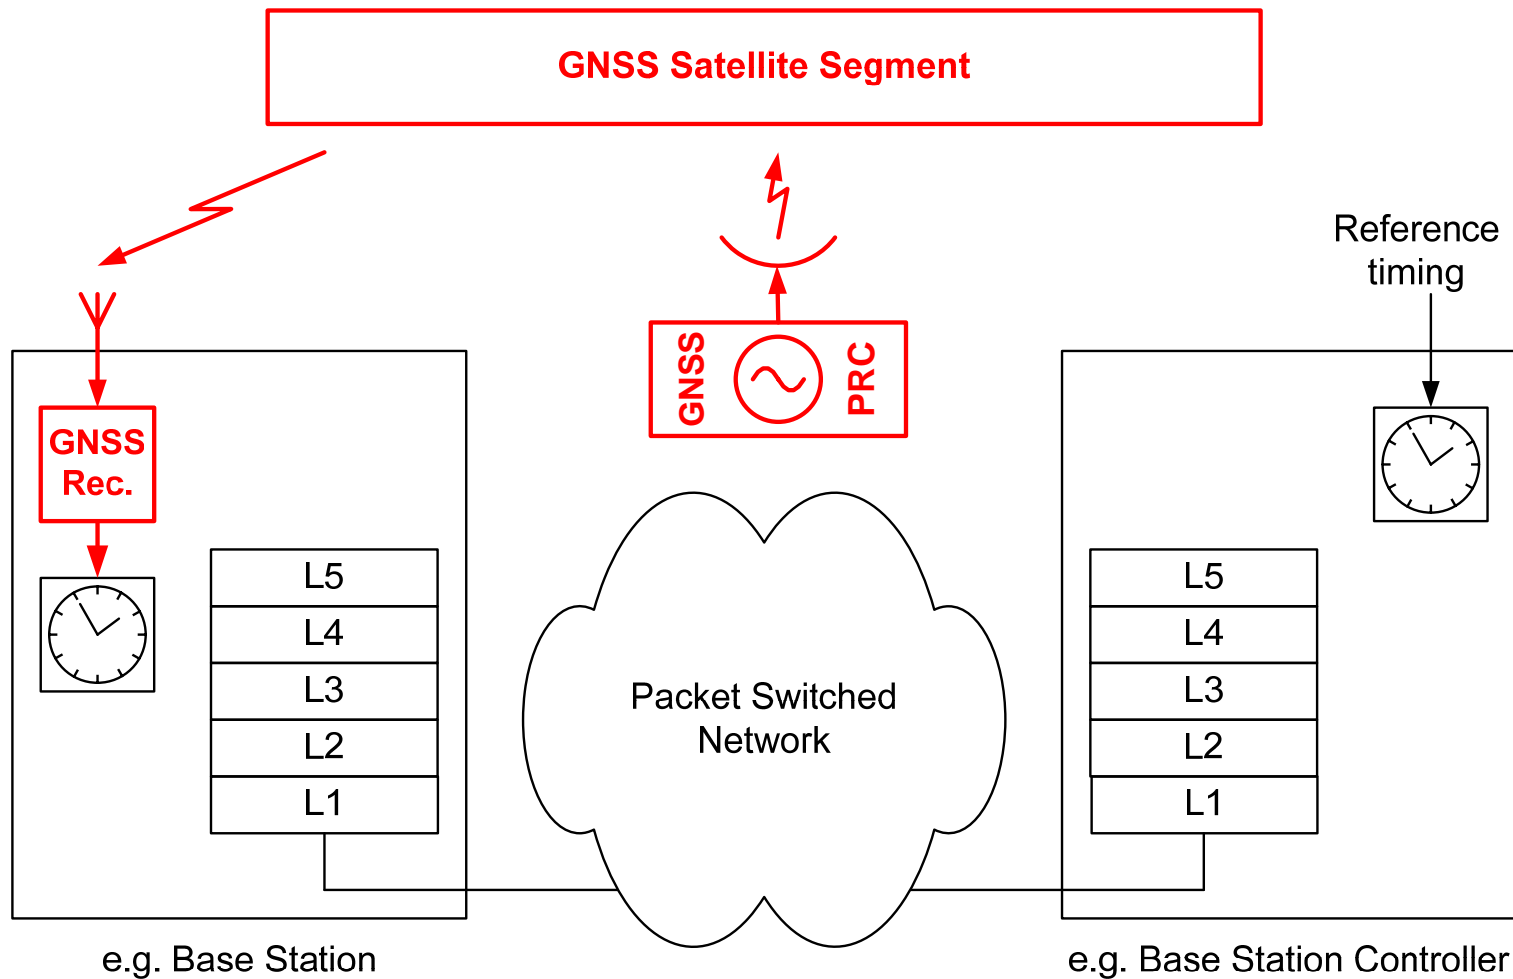 GNSS Satellite Segment
Reference
timing
GNSS
PRC
GNSS
Rec.
L5
L4
L3
L2
L1
Packet Switched
Network
L5
L4
L3
L2
L1
e.g. Base Station
e.g. Base Station Controller